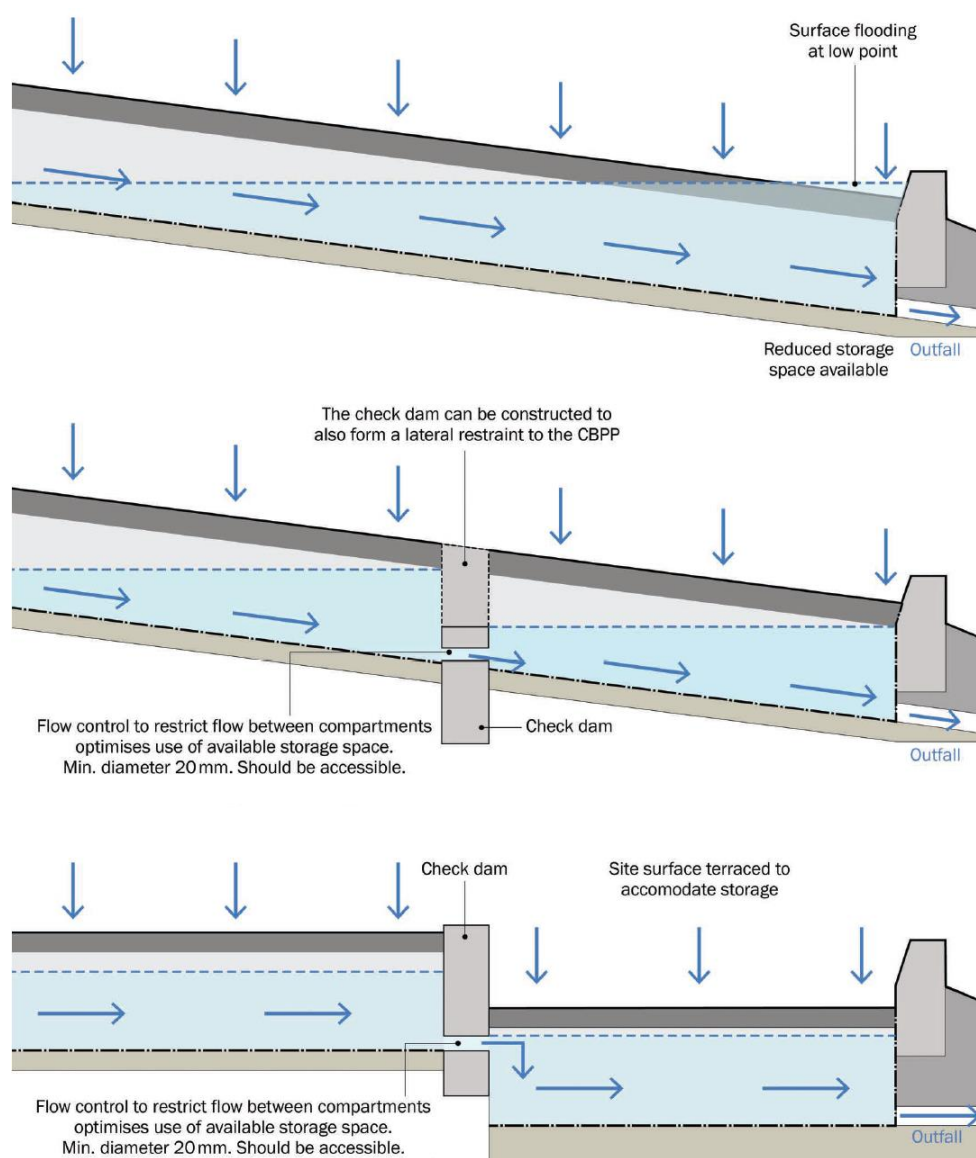 Surface flooding
at low point
Reduced storage
space available
Outfall
The check dam can be constructed to
also form a lateral restraint to the CBPP
Flow control to restrict flow between compartments
optimises use of available storage space.
Min. diameter 20 mm. Should be accessible.
Check dam
Outfall
Check dam
Site surface terraced to
accomodate storage
Flow control to restrict flow between compartments
optimises use of available storage space.
Min. diameter 20 mm. Should be accessible.
Outfall